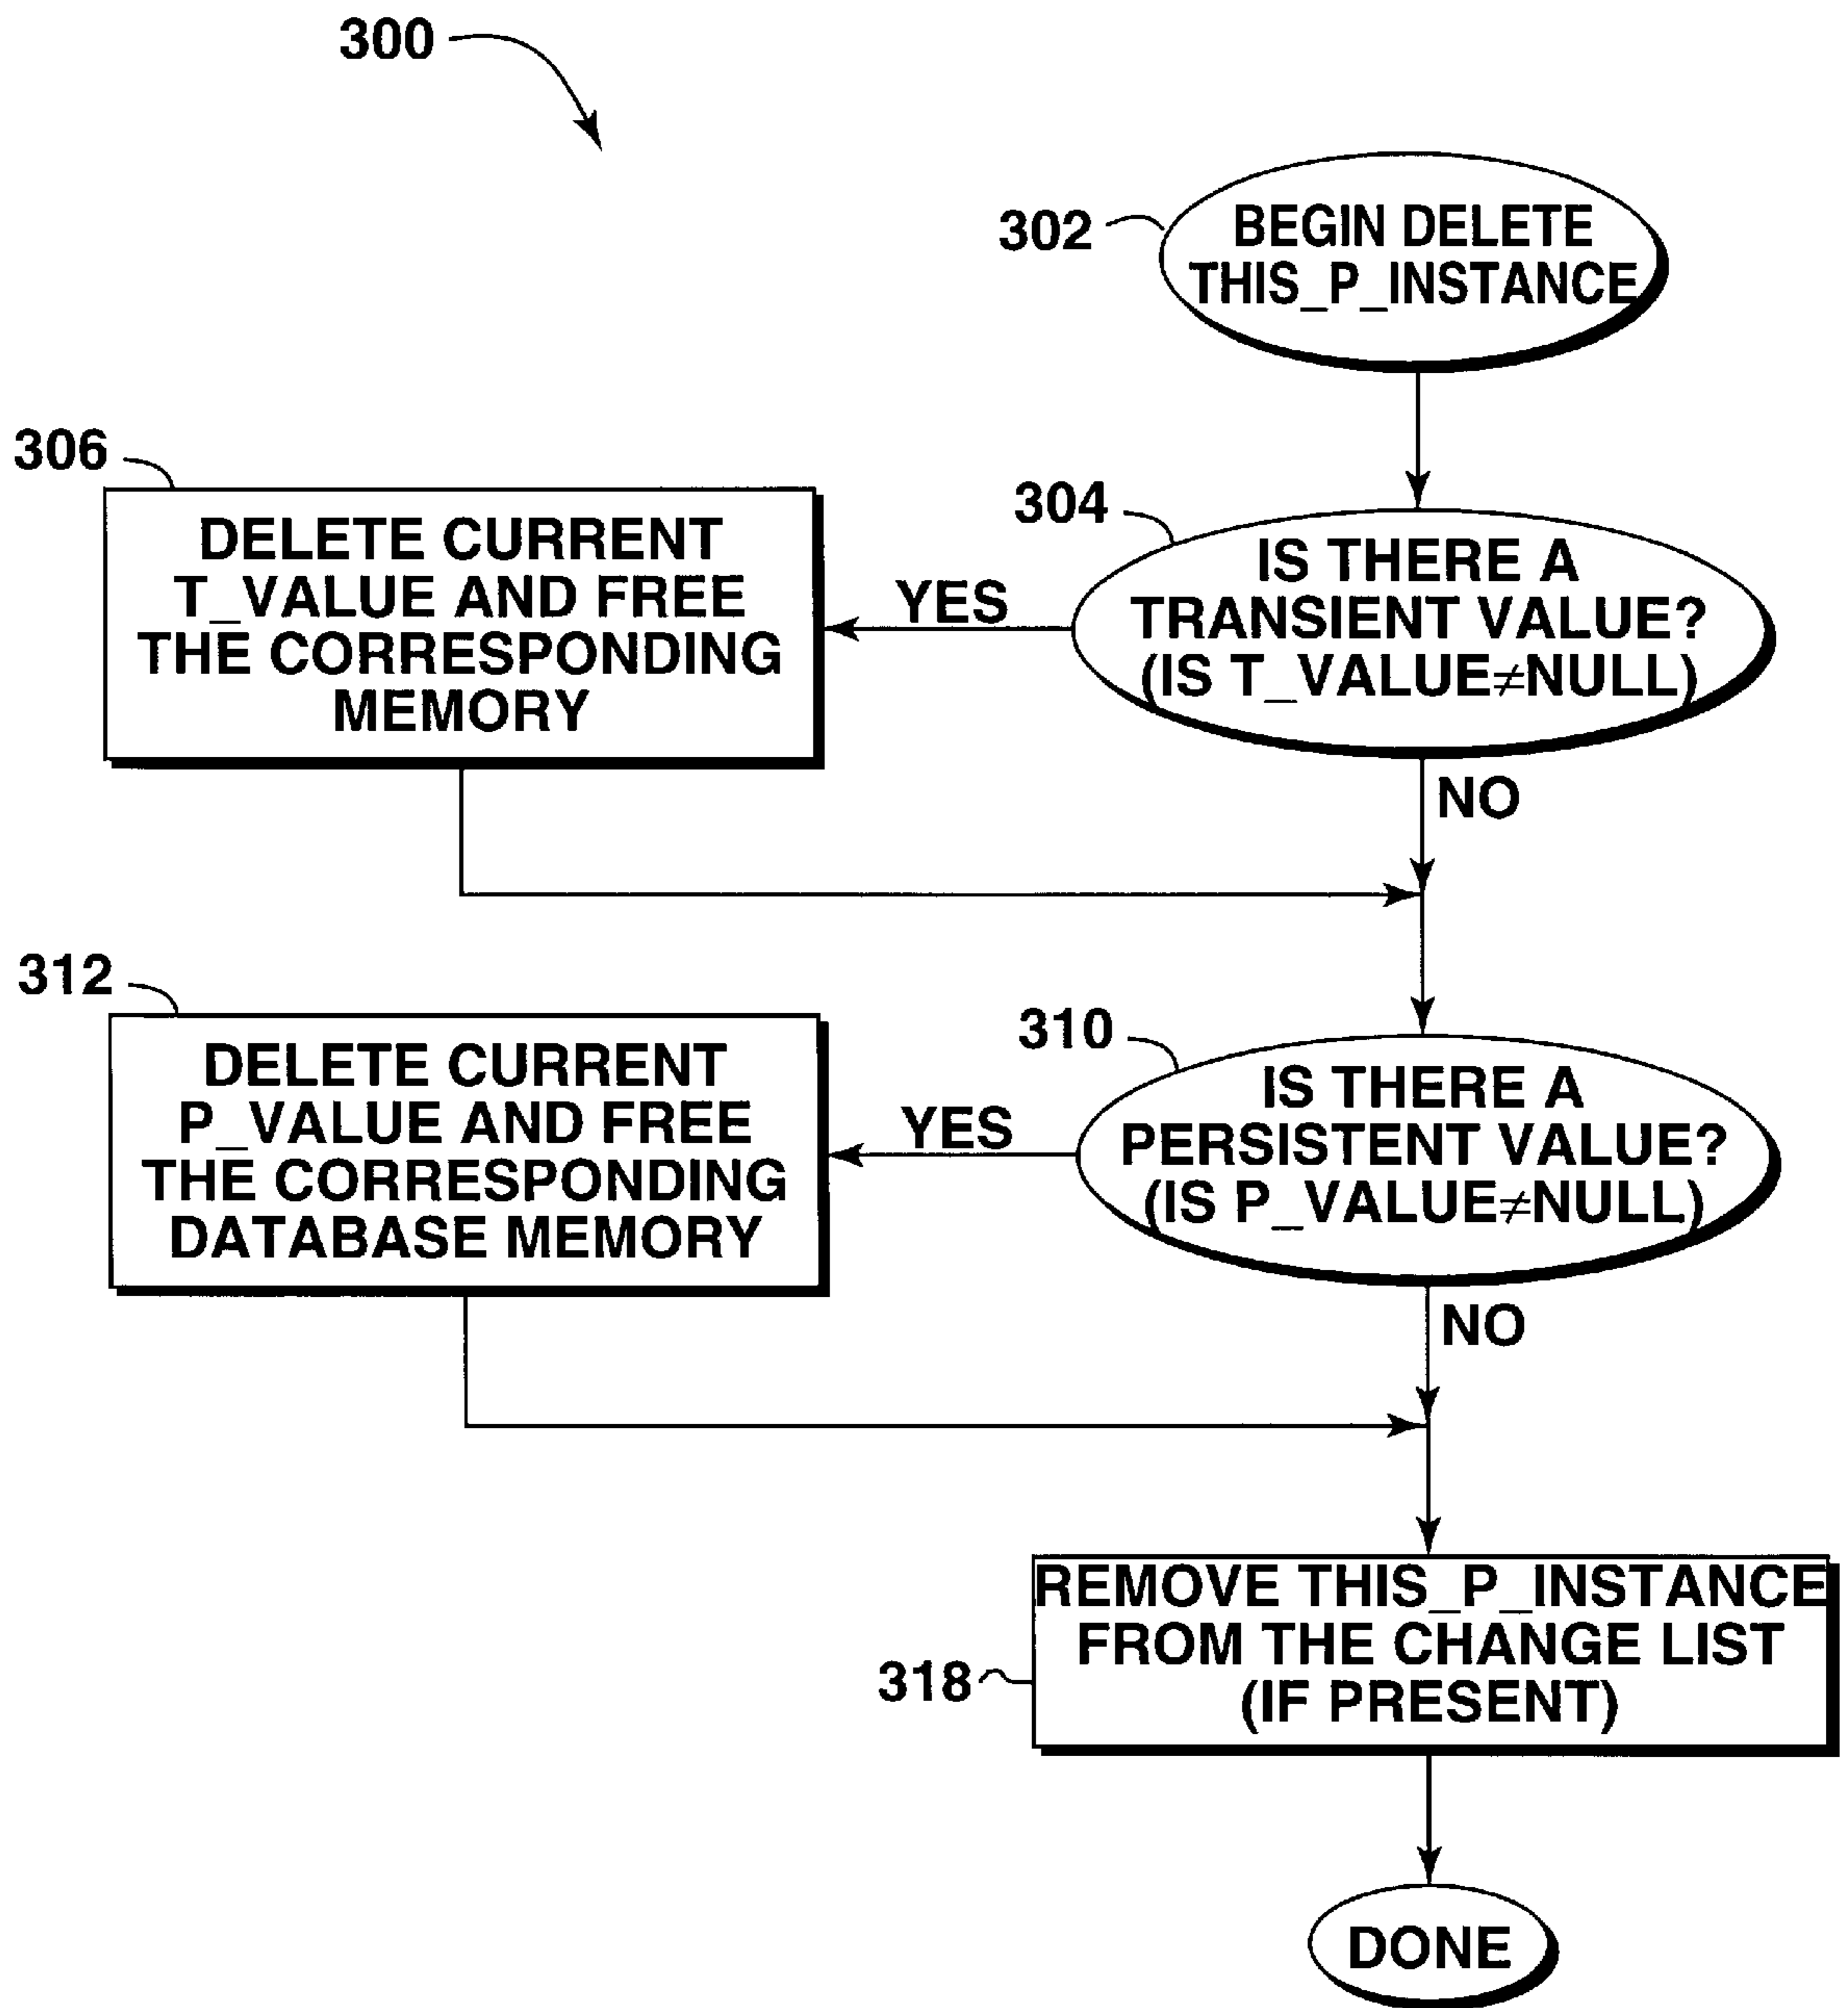 300
302
BEGIN DELETE
THIS_P_INSTANCE
306
DELETE CURRENT
T_VALUE AND FREE
THE CORRESPONDING
MEMORY
304
IS THERE A
TRANSIENT VALUE?
(IS T_VALUE≠NULL)
YES
NO
312
DELETE CURRENT
P_VALUE AND FREE
THE CORRESPONDING
DATABASE MEMORY
310
IS THERE A
PERSISTENT VALUE?
(IS P_VALUE≠NULL)
YES
NO
318
REMOVE THIS_P_INSTANCE
FROM THE CHANGE LIST
(IF PRESENT)
DONE